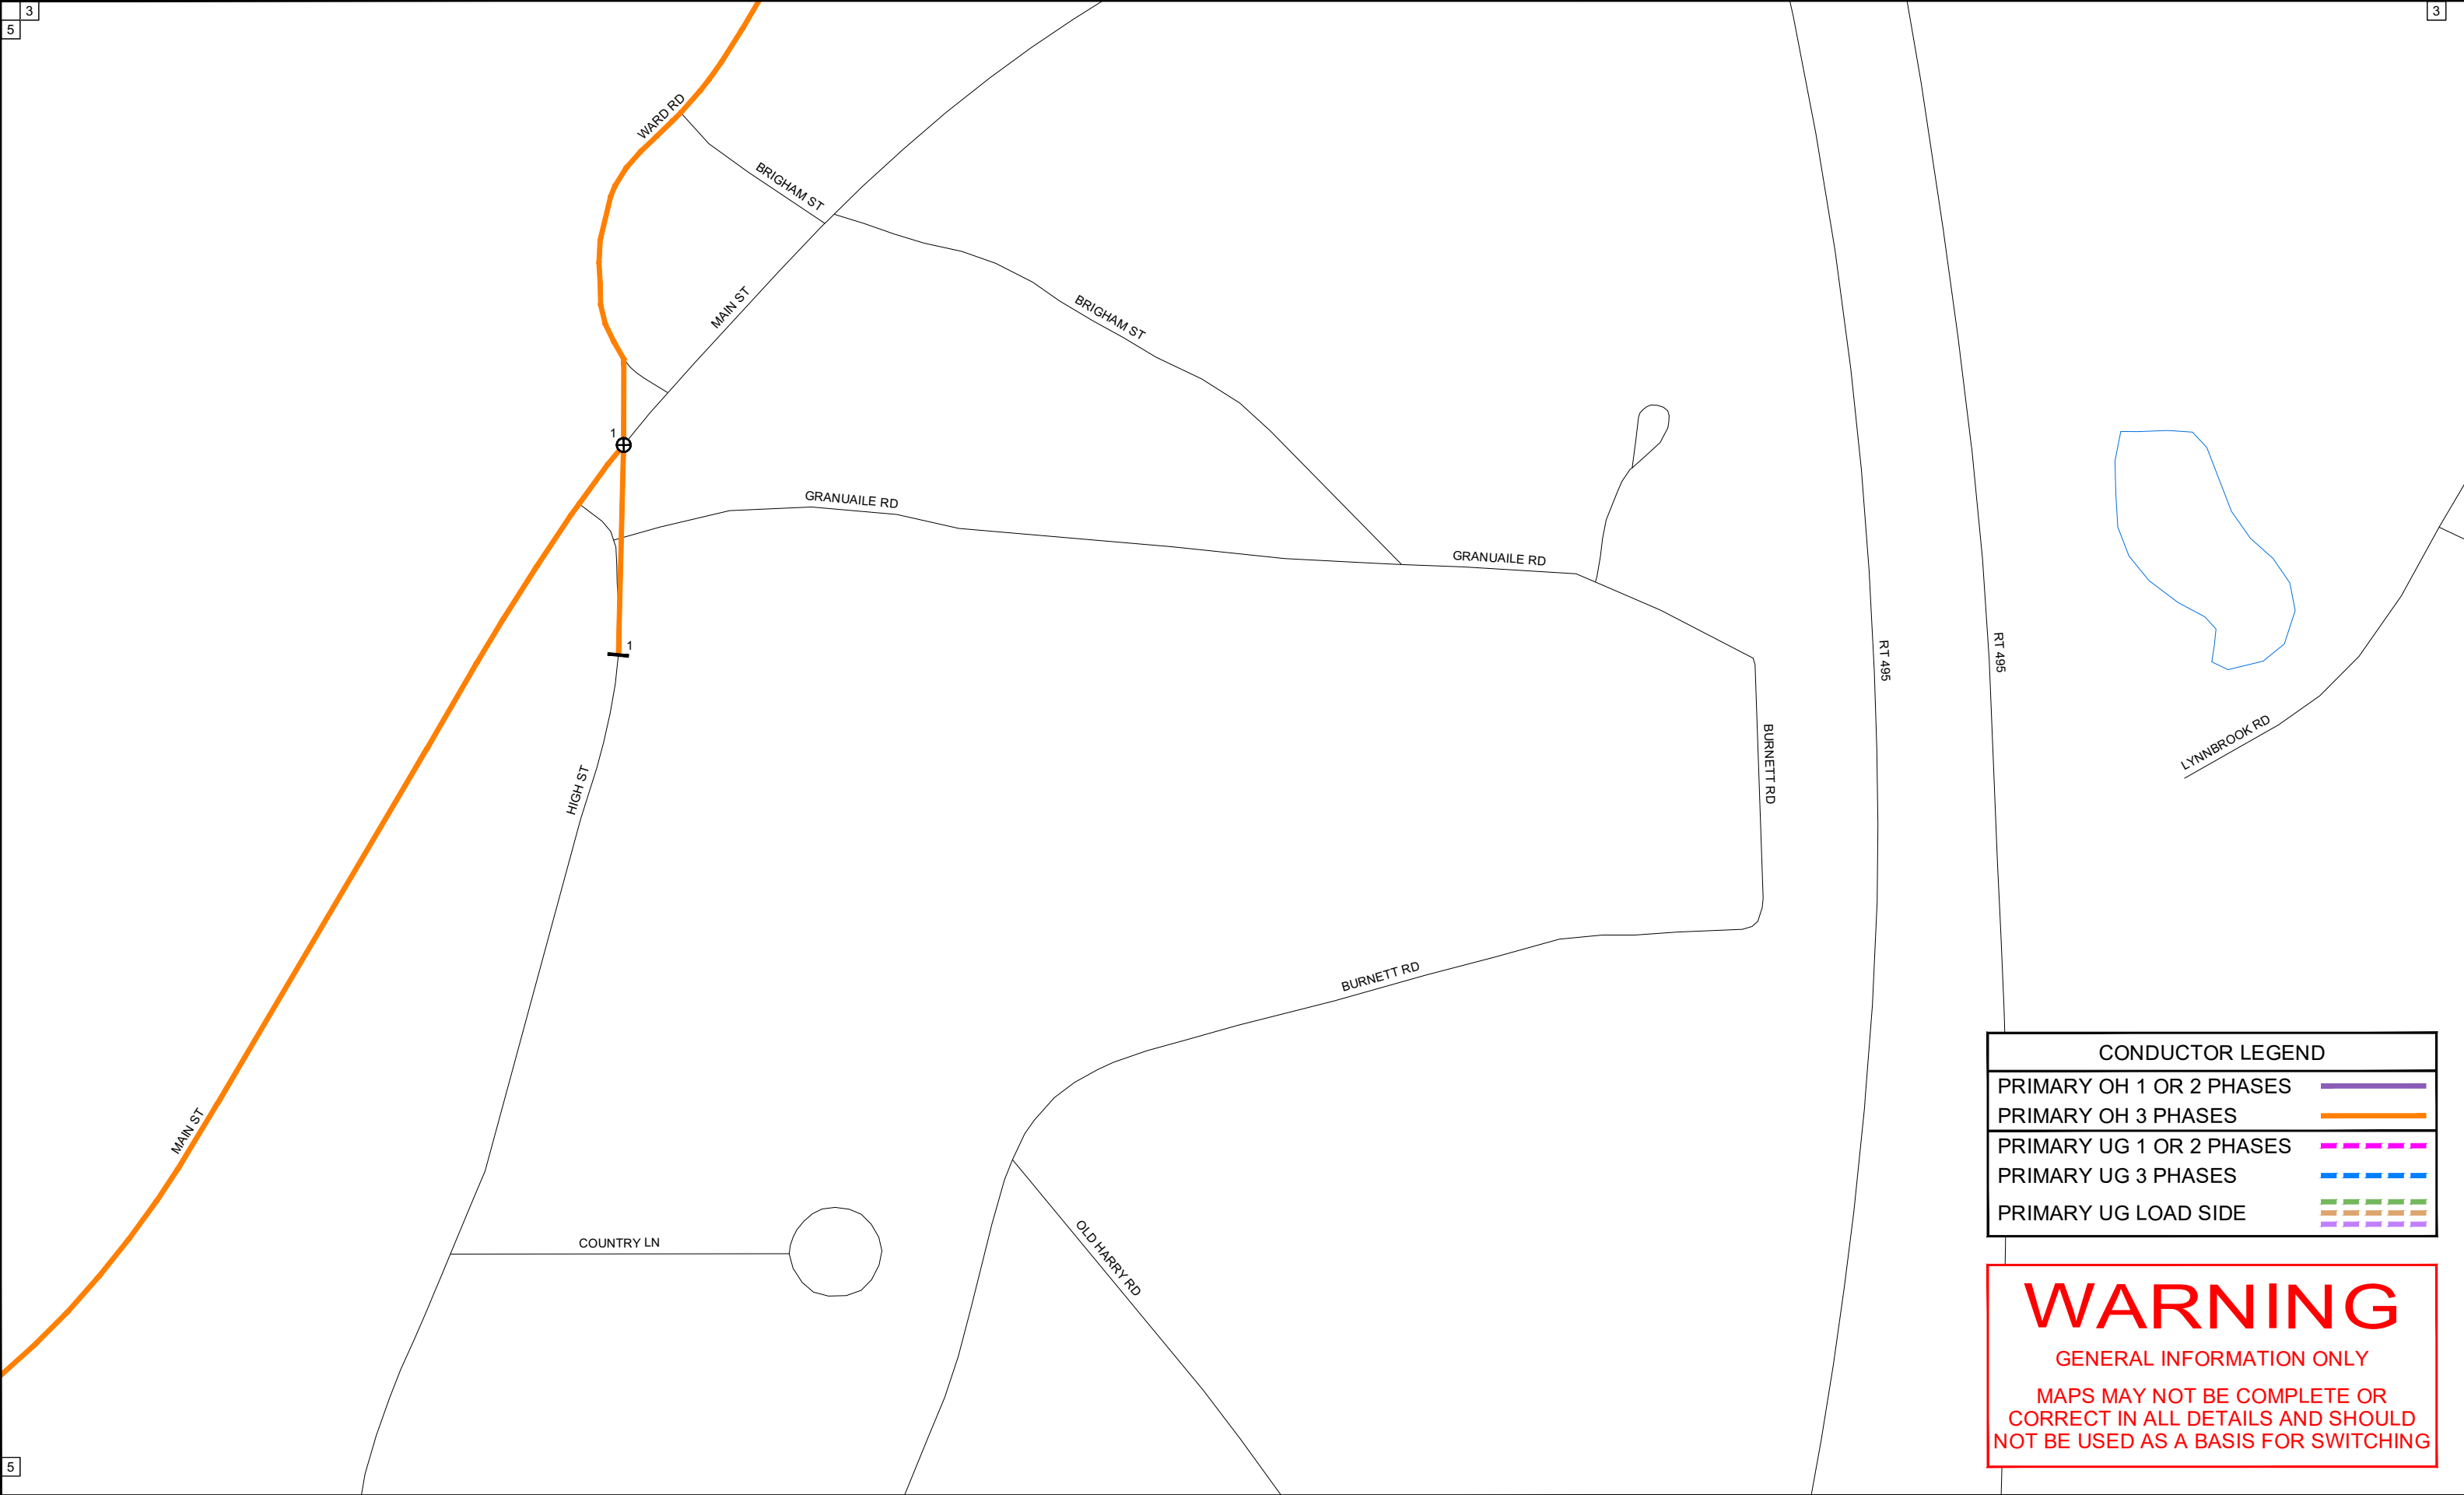 3
5
3
WARD RD
BRIGHAM ST
MAIN ST
BRIGHAM ST
1
GRANUAILE RD
GRANUAILE RD
1
RT 495
RT 495
LYNNBROOK RD
BURNETT RD
HIGH ST
BURNETT RD
MAIN ST
COUNTRY LN
OLD HARRY RD
5
CONDUCTOR LEGEND
PRIMARY OH 1 OR 2 PHASES
PRIMARY OH 3 PHASES
PRIMARY UG 1 OR 2 PHASES
PRIMARY UG 3 PHASES
PRIMARY UG LOAD SIDE
WARNING
GENERAL INFORMATION ONLY
MAPS MAY NOT BE COMPLETE OR
CORRECT IN ALL DETAILS AND SHOULD
NOT BE USED AS A BASIS FOR SWITCHING